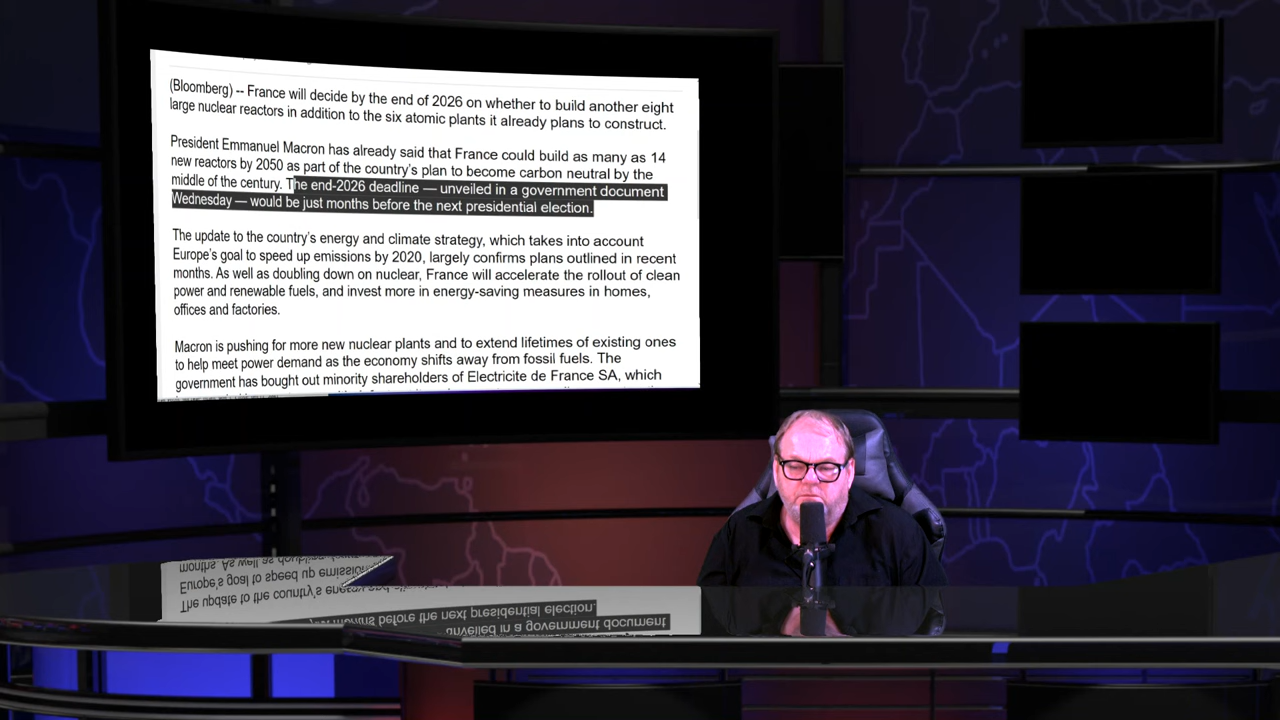 (Bloomberg) -- France will decide by the end of 2026 on whether to build another eight
large nuclear reactors in addition to the six atomic plants it already plans to construct.
President Emmanuel Macron has already said that France could build as many as 14
new reactors by 2050 as part of the country's plan to become carbon neutral by the
middle of the century. The end-2026 deadline — unveiled in a government document
Wednesday — would be just months before the next presidential election.
The update to the country's energy and climate strategy, which takes into account
Europe's goal to speed up emissions by 2020, largely confirms plans outlined in recent
months. As well as doubling down on nuclear, France will accelerate the rollout of clean
power and renewable fuels, and invest more in energy-saving measures in homes,
offices and factories.
Macron is pushing for more new nuclear plants and to extend lifetimes of existing ones
to help meet power demand as the economy shifts away from fossil fuels. The
government has bought out minority shareholders of Electricite de France SA, which